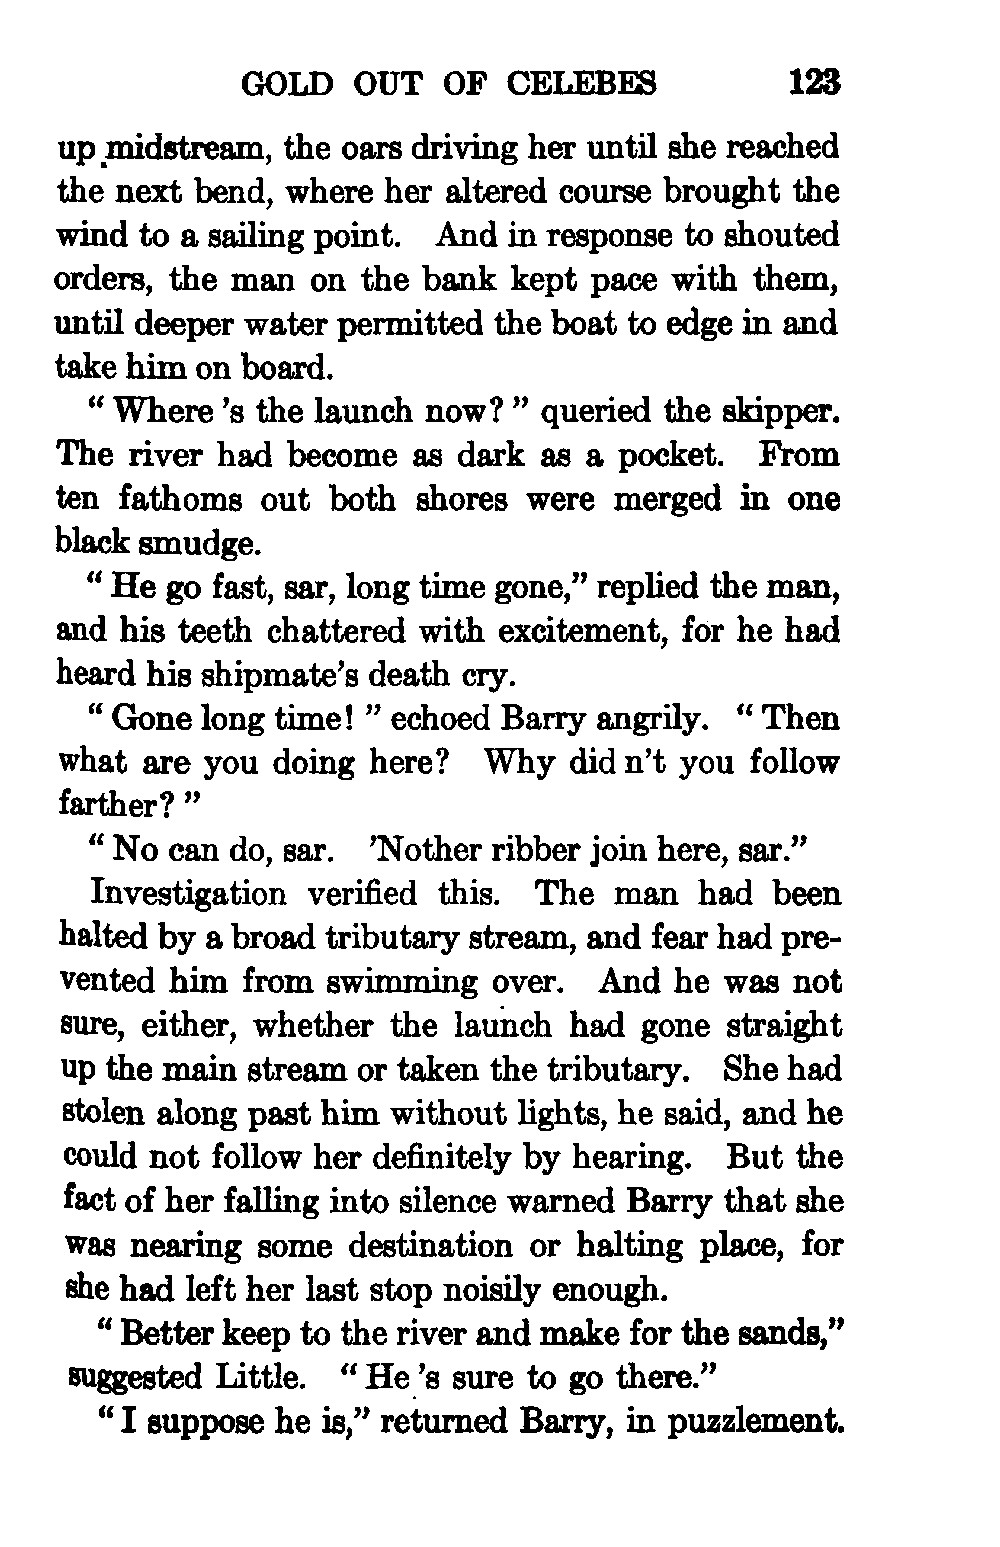 GOLD OUT OF CELEBES 123
up midstream, the oars driving her until she reached
the next bend, where her altered course brought the
wind to a sailing point. And in response to shouted
orders, the man on the bank kept pace with them,
until deeper water permitted the boat to edge in and
take him on board.
“ Where ’s the launch now? ” queried the skipper.
The river had become as dark as a pocket. From
ten fathoms out both shores were merged in one
black smudge.
“ He go fast, sar, long time gone,” replied the man,
and his teeth chattered with excitement, for he had
heard his shipmate’s death cry.
“ Gone long time! ” echoed Barry angrily. “ Then
what are you doing here? Why did n’t you follow
farther? ”
“ No can do, sar. ’Nother ribber join here, sar.”
Investigation verified this. The man had been
halted by a broad tributary stream, and fear had pre-
vented him from swimming over. And he was not
sure, either, whether the launch had gone straight
up the main stream or taken the tributary. She had
stolen along past him without lights, he said, and he
could not follow her definitely by hearing. But the
fact of her falling into silence warned Barry that she
was nearing some destination or halting place, for
she had left her last stop noisily enough.
“ Better keep to the river and make for the sands,”
suggested Little. “ He ’s sure to go there.”
“ I suppose he is,” returned Barry, in puzzlement.